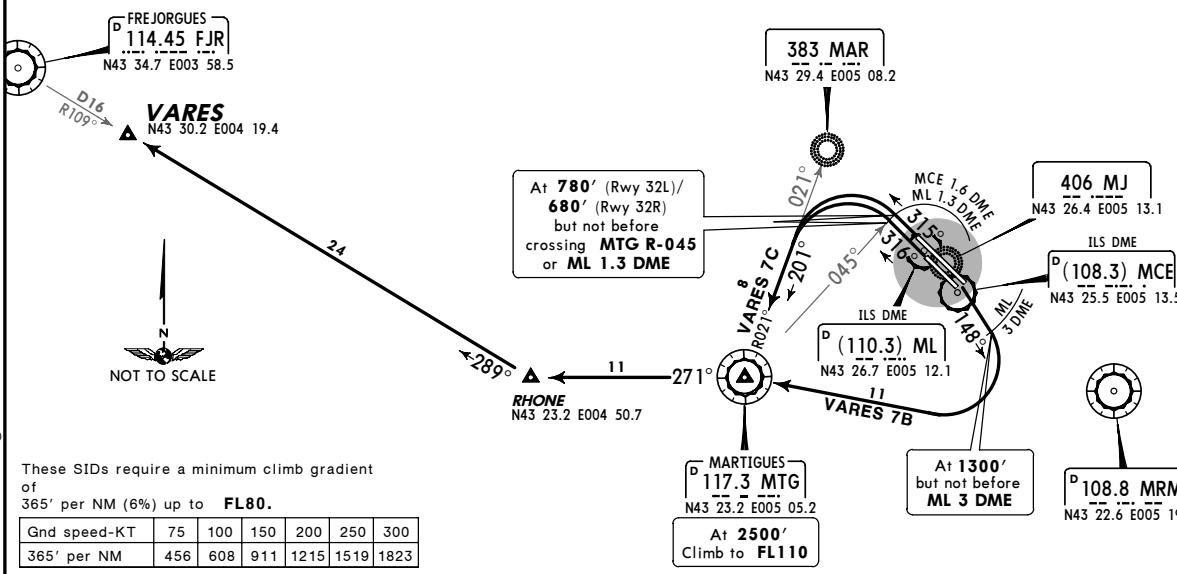 FREJORGUES
D 114.45 FJR
N43 34.7 E003 58.5
D16
R109°
VARES
N43 30.2 E004 19.4
383 MAR
N43 29.4 E005 08.2
At 780' (Rwy 32L)/
680' (Rwy 32R)
but not before
crossing MTG R-045
or ML 1.3 DME
MCE 1.6 DME
ML 1.3 DME
406 MJ
N43 26.4 E005 13.1
ILS DME
D (108.3) MCE
N43 25.5 E005 13.5
021°
315°
316°
201°
045°
8
VARES 7C
R021°
ILS DME
D (110.3) ML
N43 26.7 E005 12.1
148°
ML
3 DME
24
N
NOT TO SCALE
289°
11
271°
RHONE
N43 23.2 E004 50.7
11
VARES 7B
MARTIGUES
D 117.3 MTG
N43 23.2 E005 05.2
At 2500'
Climb to FL110
At 1300'
but not before
ML 3 DME
D 108.8 MRM
N43 22.6 E005 19
These SIDs require a minimum climb gradient
of
365' per NM (6%) up to FL80.
Gnd speed-KT 75 100 150 200 250 300
365' per NM 456 608 911 1215 1519 1823